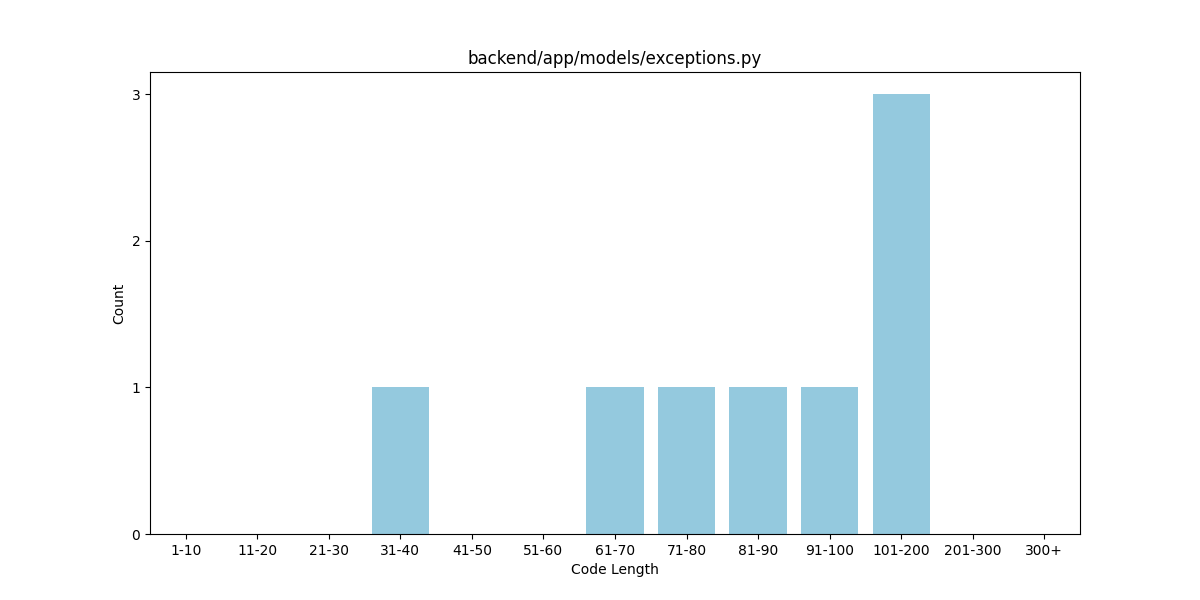 backend/app/models/exceptions.py
3
2
1
0
Count
1-10 11-20 21-30 31-40 41-50 51-60 61-70 71-80 81-90 91-100 101-200 201-300 300+
Code Length